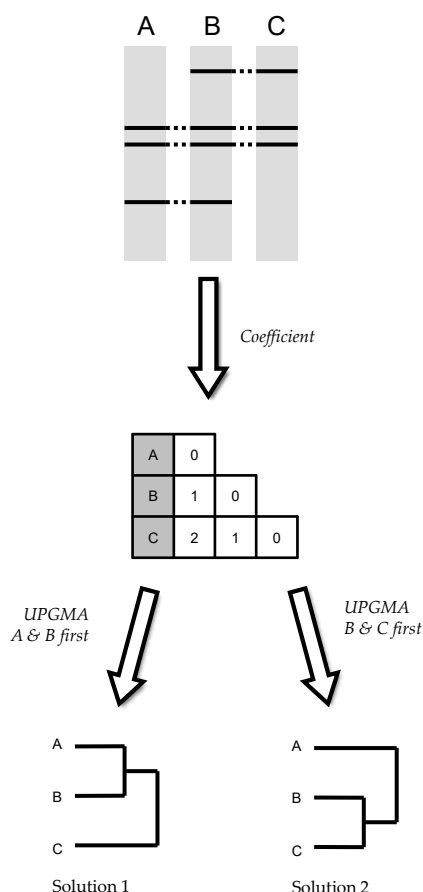 A B C
Coefficient
A 0
B 1 0
C 2 1 0
UPGMA
A & B first
UPGMA
B & C first
A
B
C
Solution 1
A
B
C
Solution 2